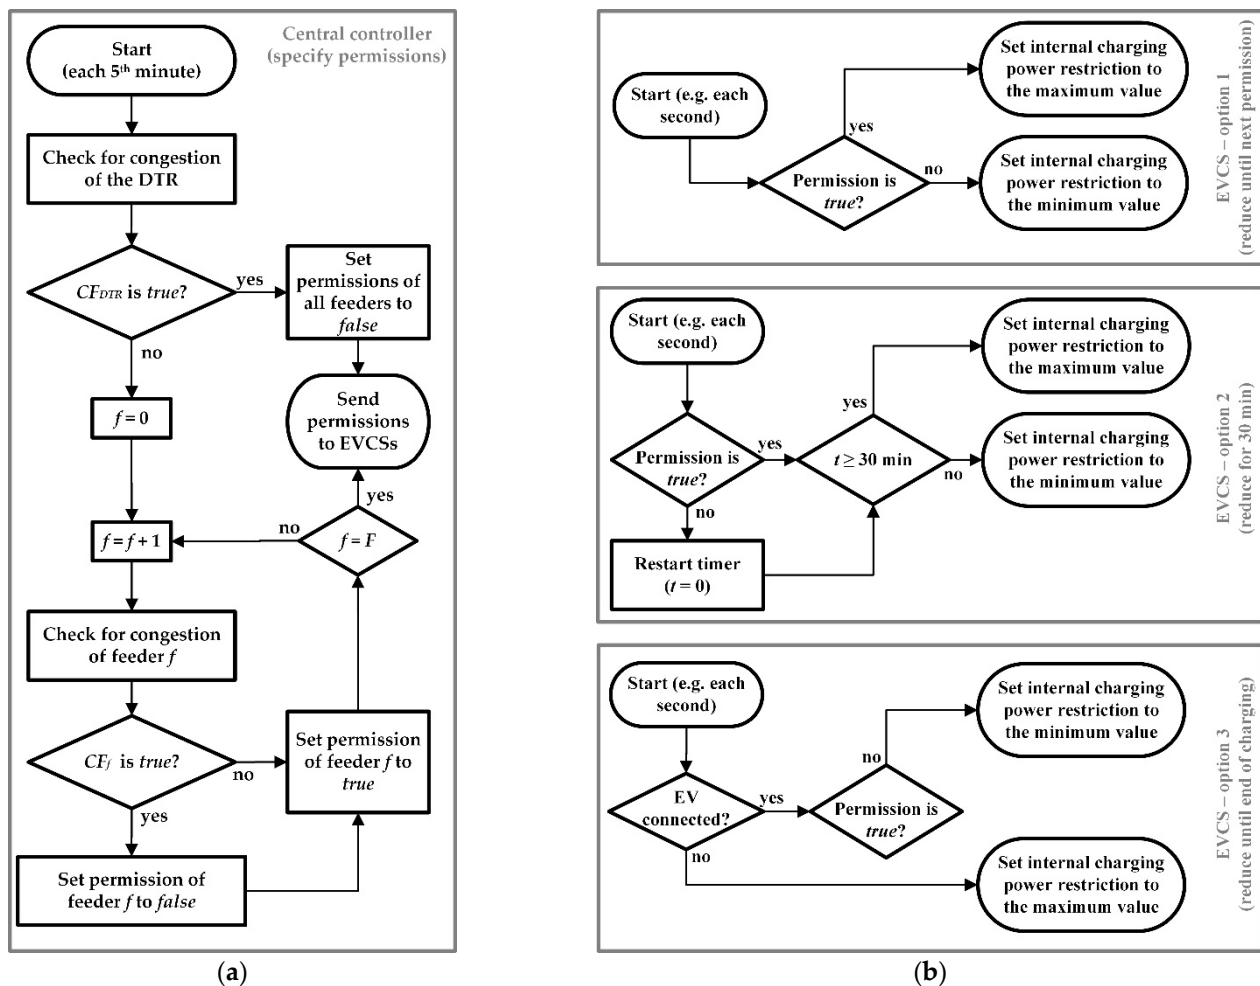 Central controller
(specify permissions)
Start
(each 5th minute)
Check for congestion
of the DTR
CFDTR is true?
yes
Set
permissions of
all feeders to
false
no
f = 0
Send
permissions
to EVCSs
yes
f = f + 1
no
f = F
Check for congestion
of feeder f
CFf is true?
no
Set permission
of feeder f to
true
yes
Set permission of
feeder f to false
(a)
EVCS – option 1
(reduce until next permission)
Start (e.g. each
second)
Permission is
true?
yes
Set internal charging
power restriction to
the maximum value
no
Set internal charging
power restriction to
the minimum value
EVCS – option 2
(reduce for 30 min)
Start (e.g. each
second)
Permission is
true?
yes
t ≥ 30 min
yes
Set internal charging
power restriction to
the maximum value
no
Set internal charging
power restriction to
the minimum value
no
Restart timer
(t = 0)
EVCS – option 3
(reduce until end of charging)
Start (e.g. each
second)
EV
connected?
yes
Permission is
true?
no
Set internal charging
power restriction to
the minimum value
no
Set internal charging
power restriction to
the maximum value
(b)